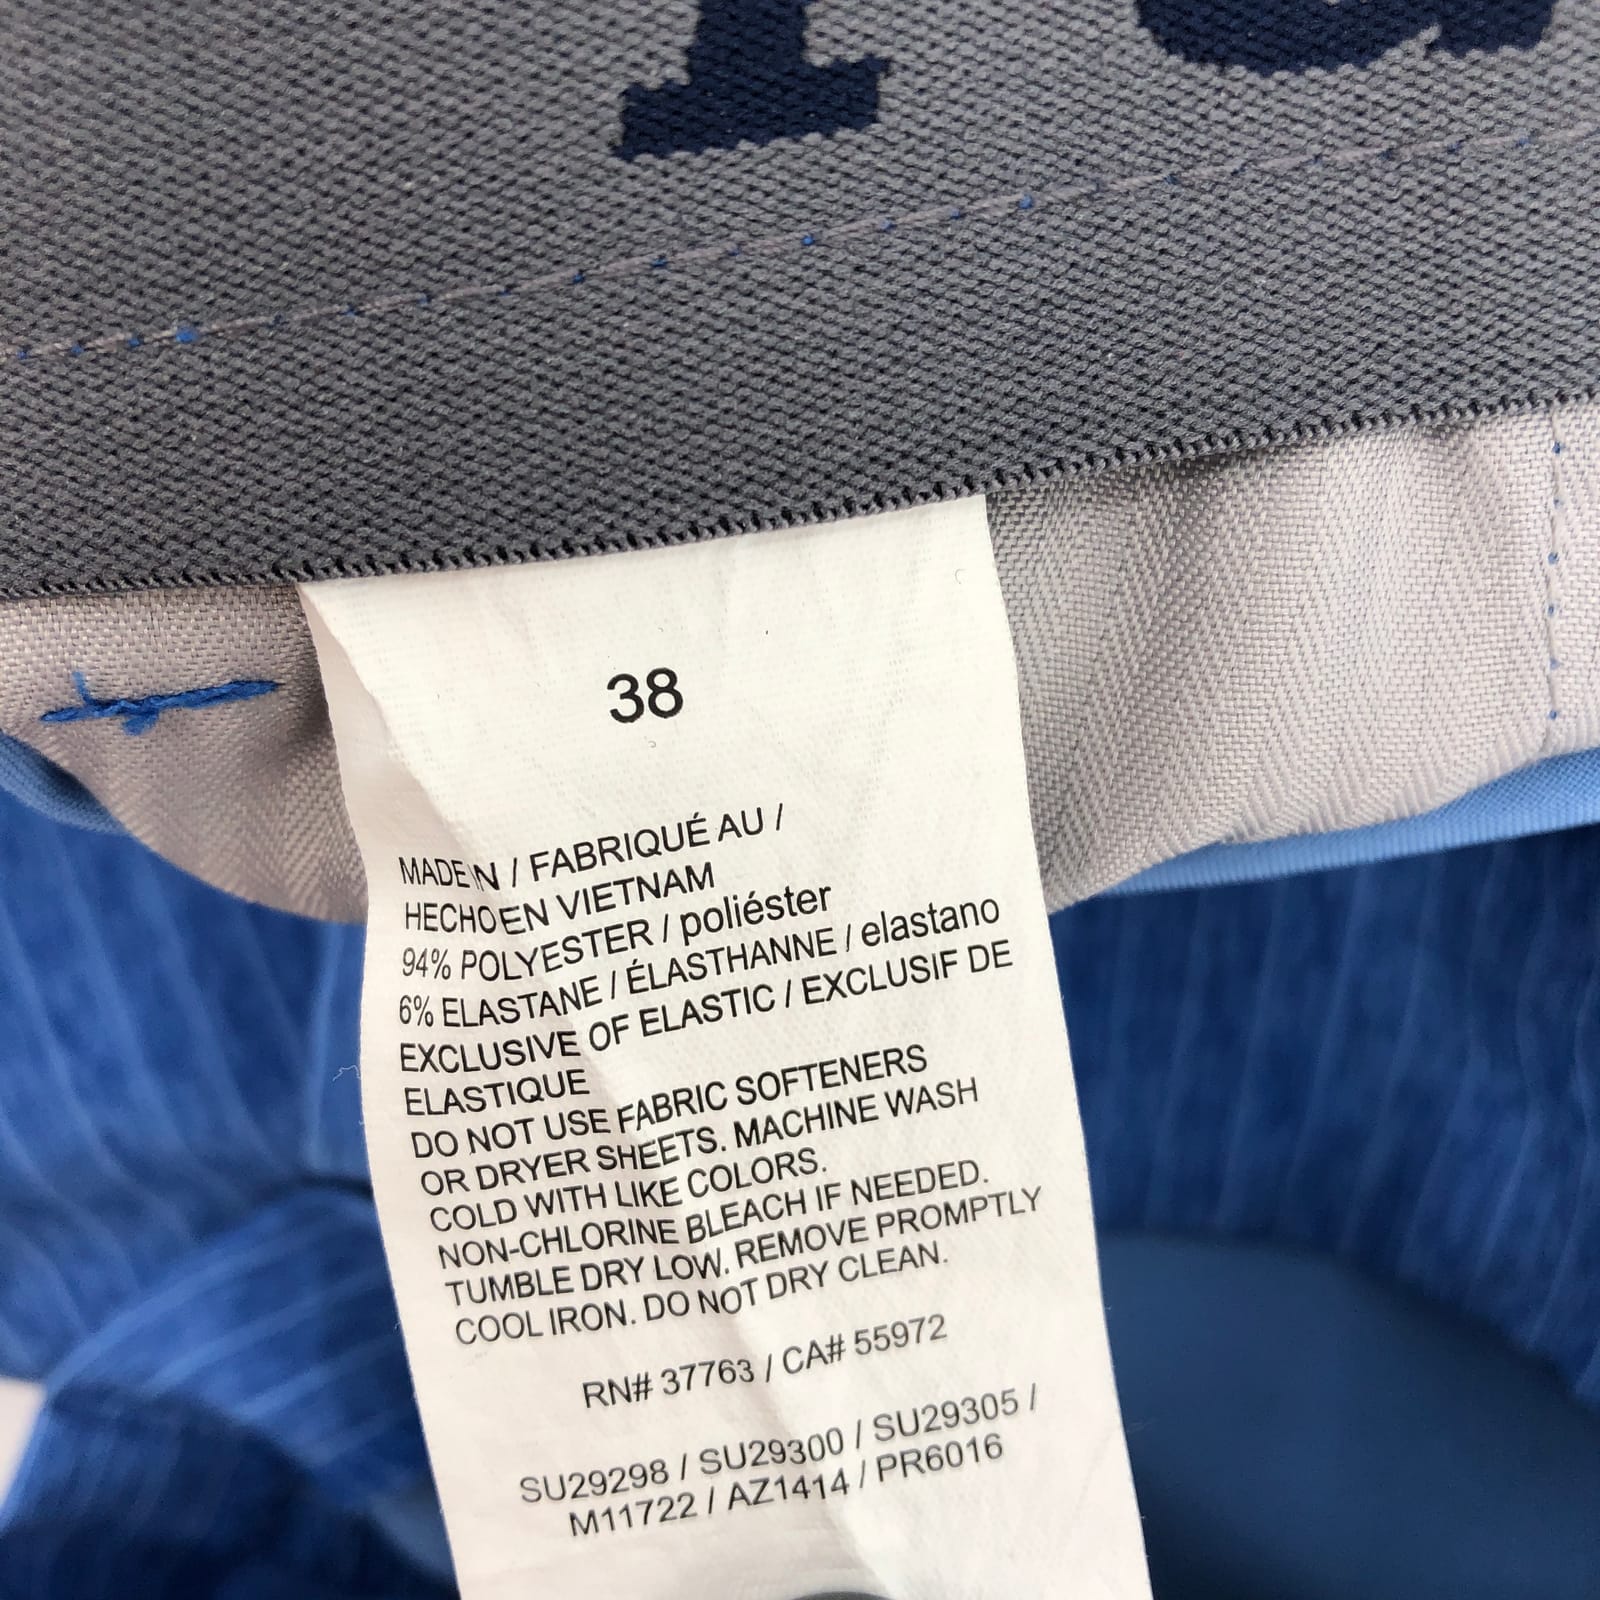 38
MADE IN / FABRIQUÉ AU /
HECHO EN VIETNAM
94% POLYESTER / poliéster
6% ELASTANE / ÉLASTHANNE / elastano
EXCLUSIVE OF ELASTIC / EXCLUSIF DE
ELASTIQUE
DO NOT USE FABRIC SOFTENERS
OR DRYER SHEETS. MACHINE WASH
COLD WITH LIKE COLORS.
NON-CHLORINE BLEACH IF NEEDED.
TUMBLE DRY LOW. REMOVE PROMPTLY
COOL IRON. DO NOT DRY CLEAN.
RN# 37763 / CA# 55972
SU29298 / SU29300 / SU29305 /
M11722 / AZ1414 / PR6016